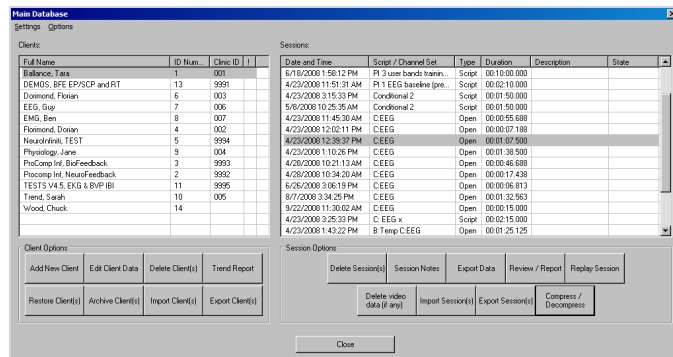 Main Database
Settings Options
Clients:
Full Name ID Num... Clinic ID !
Ballance, Tara 1 001
DEMOS, BFE EP/SCP and RT 13 9991
Dorimond, Florian 6 003
EEG, Guy 7 006
EMG, Ben 8 007
Florimond, Dorian 4 002
NeuroInfiniti, TEST 5 9994
Physiology, Jane 9 004
ProComp Inf, BioFeedback 3 9993
Procomp Inf, NeuroFeedback 2 9992
TESTS V4.5, EKG & BVP IBI 11 9995
Trend, Sarah 10 005
Wood, Chuck 14
Sessions:
Date and Time Script / Channel Set Type Duration Description State
6/18/2008 1:58:12 PM PI 3 user bands trainin... Script 00:10:00.000
4/23/2008 11:51:31 AM PI 1 EEG baseline (pre... Script 00:02:10.000
4/23/2008 3:15:33 PM Conditional 2 Script 00:01:50.000
5/8/2008 10:25:35 AM Conditional 2 Script 00:01:50.000
4/23/2008 11:45:30 AM C:EEG Open 00:00:55.688
4/23/2008 12:02:11 PM C:EEG Open 00:00:07.188
4/23/2008 12:39:37 PM C:EEG Open 00:01:07.500
4/23/2008 1:10:26 PM C:EEG Open 00:01:38.500
4/28/2008 10:21:13 AM C:EEG Open 00:00:46.688
4/28/2008 10:34:20 AM C:EEG Open 00:00:17.438
6/26/2008 3:06:19 PM C:EEG Open 00:00:06.813
8/7/2008 3:34:25 PM C:EEG Open 00:01:32.563
9/22/2008 11:30:02 AM C:EEG Open 00:00:15.000
4/23/2008 3:25:33 PM C: EEG x Script 00:02:15.000
4/23/2008 1:43:22 PM B:Temp C:EEG Open 00:01:25.125
Client Options
Add New Client Edit Client Data Delete Client(s) Trend Report
Restore Client(s) Archive Client(s) Import Client(s) Export Client(s)
Session Options
Delete Session(s) Session Notes Export Data Review / Report Replay Session
Delete video data (if any) Import Session(s) Export Session(s) Compress / Decompress
Close